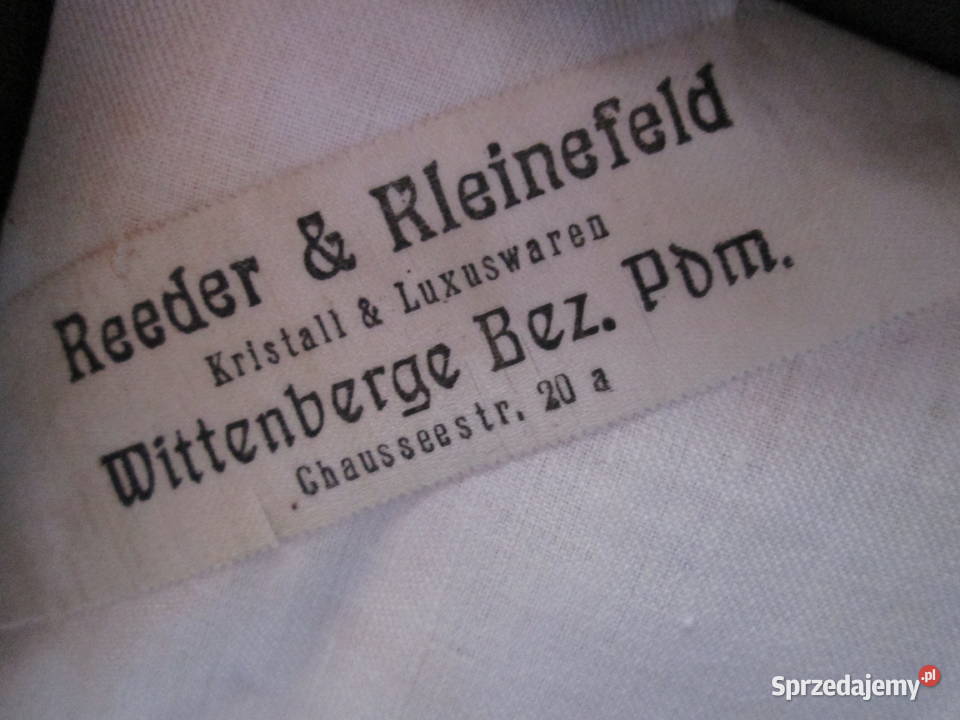 Reeder & Kleinefeld
Kristall & Luxuswaren
Wittenberge Bez. Pdm.
Chausseestr. 20 a
Sprzedajemy.pl